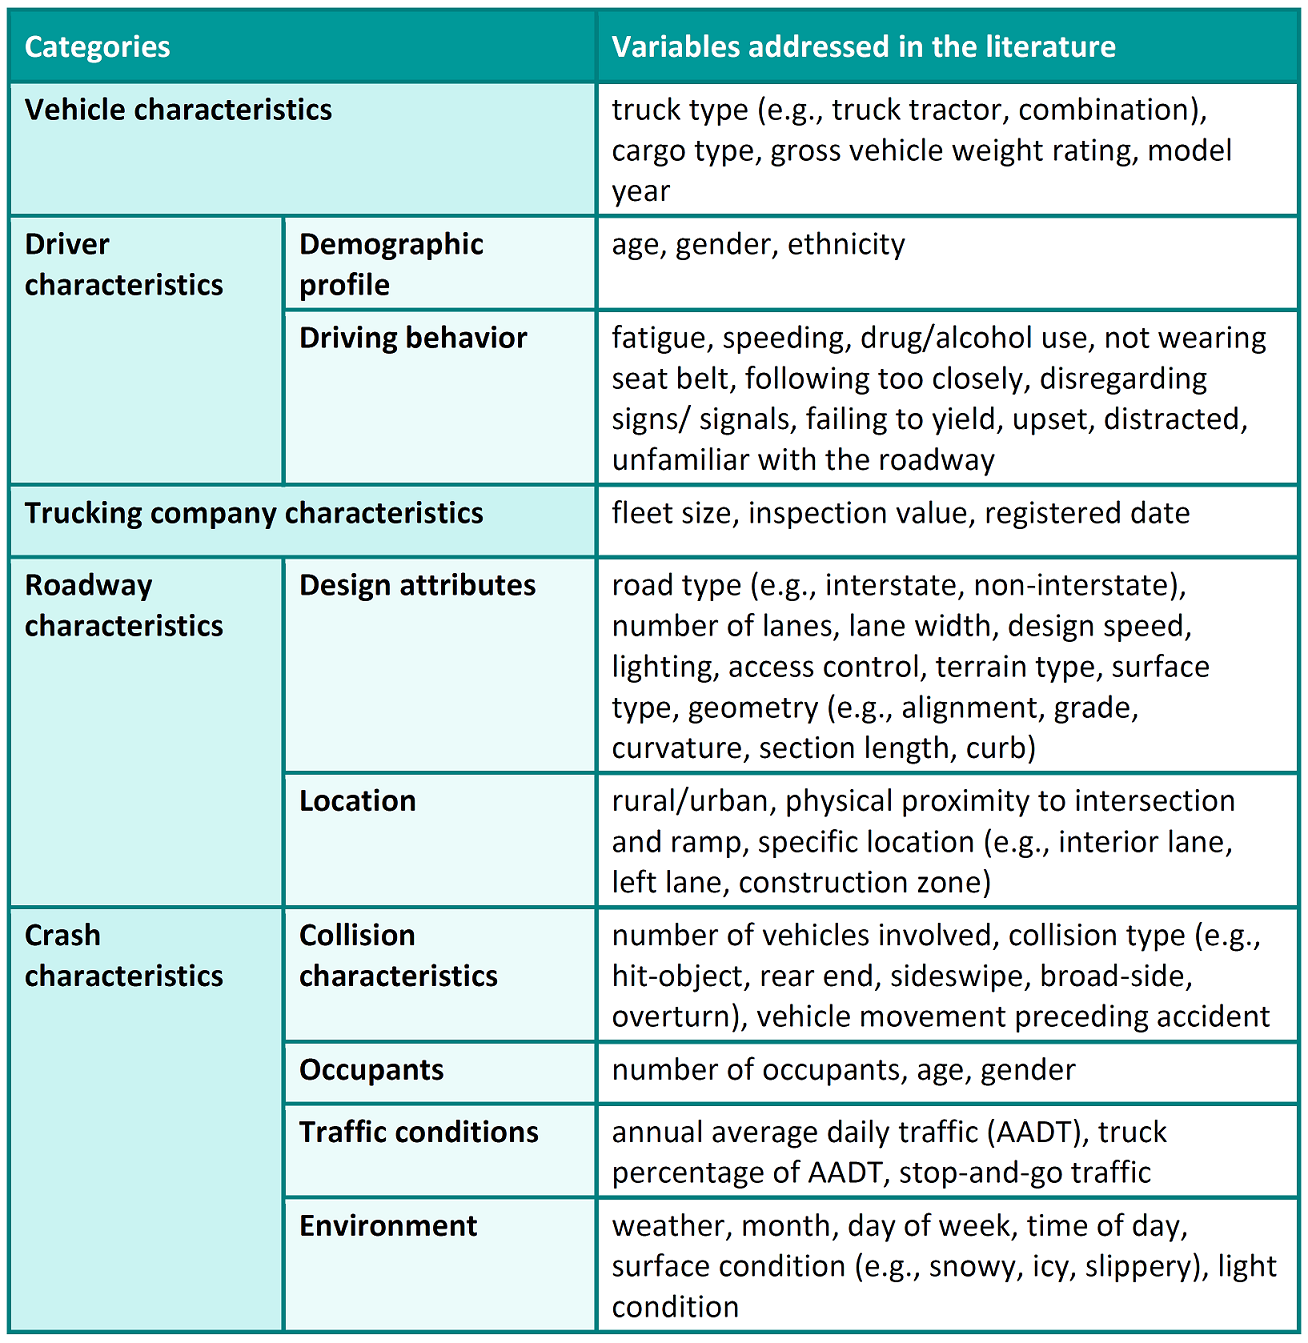 Categories
Variables addressed in the literature
Vehicle characteristics
truck type (e.g., truck tractor, combination),
cargo type, gross vehicle weight rating, model
year
Driver
characteristics
Demographic
profile
age, gender, ethnicity
Driving behavior
fatigue, speeding, drug/alcohol use, not wearing
seat belt, following too closely, disregarding
signs/ signals, failing to yield, upset, distracted,
unfamiliar with the roadway
Trucking company characteristics
fleet size, inspection value, registered date
Roadway
characteristics
Design attributes
road type (e.g., interstate, non-interstate),
number of lanes, lane width, design speed,
lighting, access control, terrain type, surface
type, geometry (e.g., alignment, grade,
curvature, section length, curb)
Location
rural/urban, physical proximity to intersection
and ramp, specific location (e.g., interior lane,
left lane, construction zone)
Crash
characteristics
Collision
characteristics
number of vehicles involved, collision type (e.g.,
hit-object, rear end, sideswipe, broad-side,
overturn), vehicle movement preceding accident
Occupants
number of occupants, age, gender
Traffic conditions
annual average daily traffic (AADT), truck
percentage of AADT, stop-and-go traffic
Environment
weather, month, day of week, time of day,
surface condition (e.g., snowy, icy, slippery), light
condition